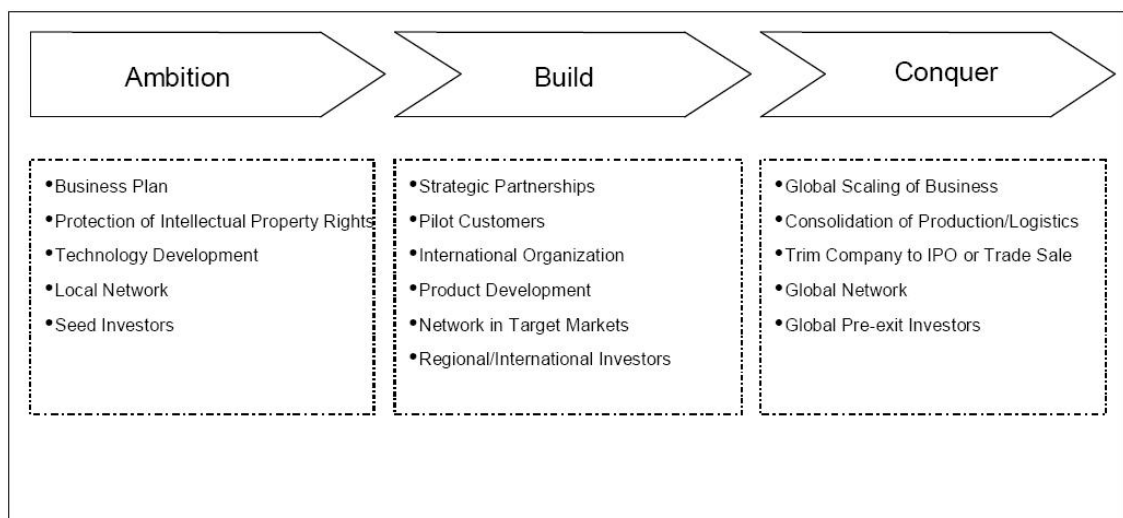 Ambition
Build
Conquer
•Business Plan
•Protection of Intellectual Property Rights
•Technology Development
•Local Network
•Seed Investors
•Strategic Partnerships
•Pilot Customers
•International Organization
•Product Development
•Network in Target Markets
•Regional/International Investors
•Global Scaling of Business
•Consolidation of Production/Logistics
•Trim Company to IPO or Trade Sale
•Global Network
•Global Pre-exit Investors